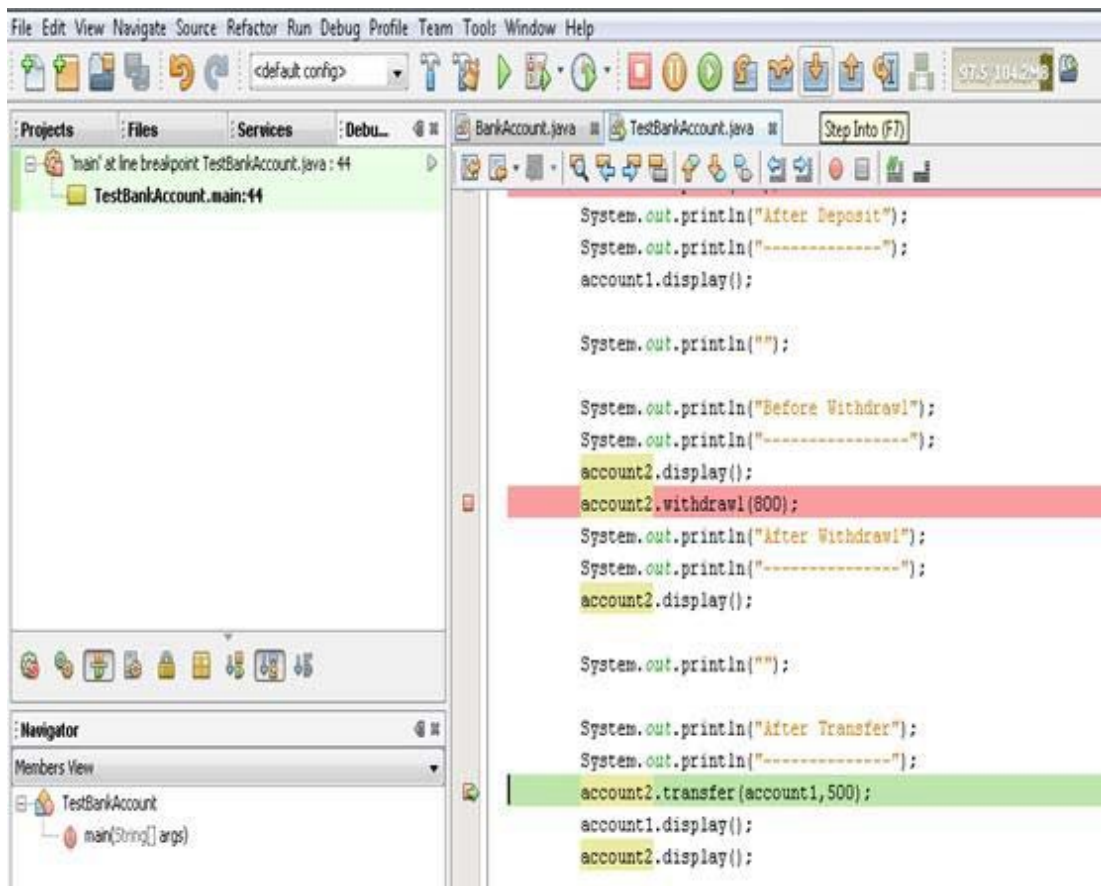 File Edit View Navigate Source Refactor Run Debug Profile Team Tools Window Help
<default config>
97.5/104.2MB
Projects Files Services Debu...
BankAccount.java TestBankAccount.java
Step Into (F7)
'main' at line breakpoint TestBankAccount.java : 44
TestBankAccount.main:44
System.out.println("After Deposit");
System.out.println("-------------");
account1.display();
System.out.println("");
System.out.println("Before Withdrawl");
System.out.println("----------------");
account2.display();
account2.withdrawl(800);
System.out.println("After Withdrawl");
System.out.println("---------------");
account2.display();
System.out.println("");
System.out.println("After Transfer");
System.out.println("--------------");
account2.transfer(account1,500);
account1.display();
account2.display();
Navigator
Members View
TestBankAccount
main(String[] args)